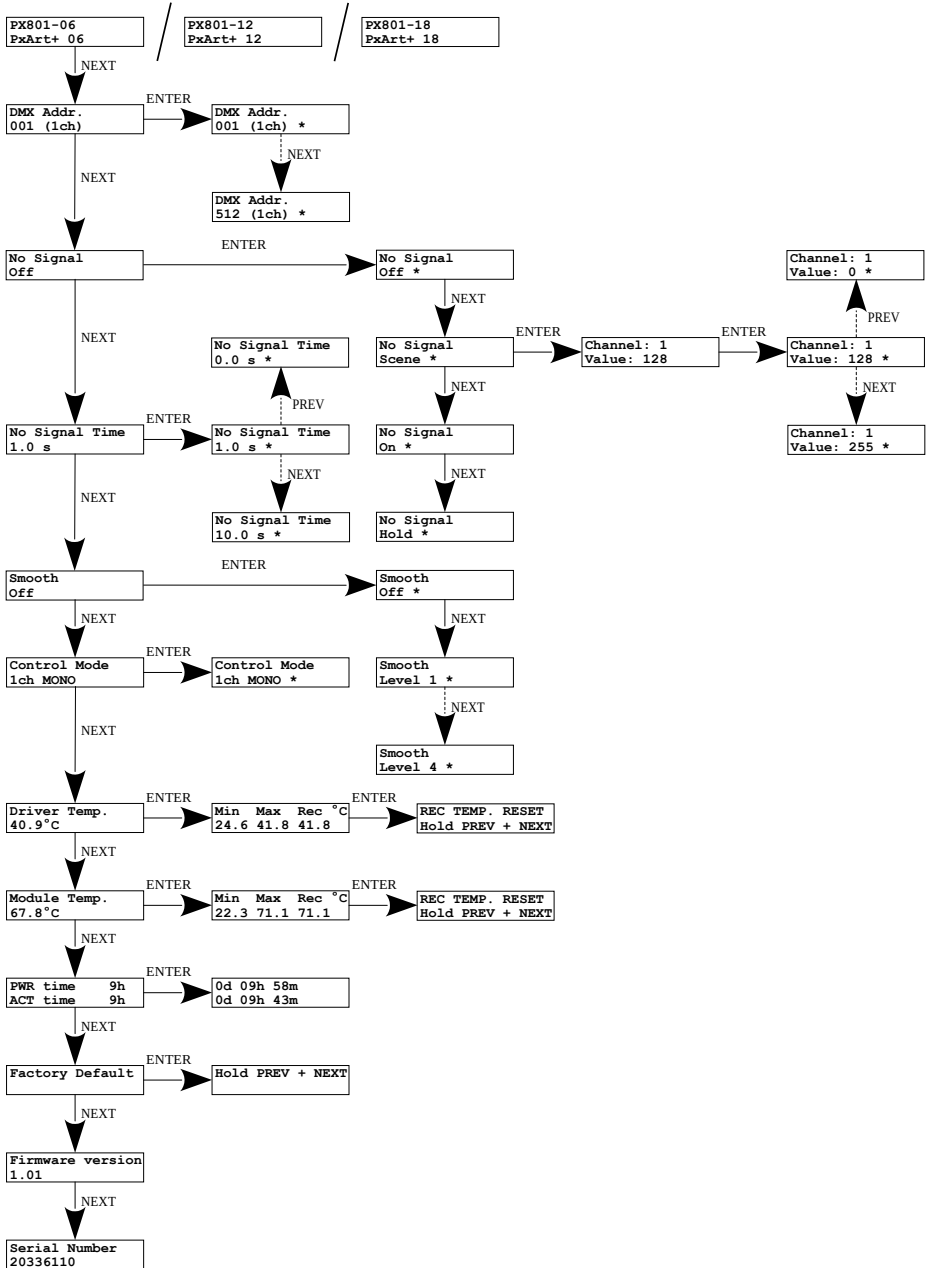 PX801-06
PxArt+ 06
PX801-12
PxArt+ 12
PX801-18
PxArt+ 18
NEXT
DMX Addr.
001 (1ch)
ENTER
DMX Addr.
001 (1ch) *
NEXT
DMX Addr.
512 (1ch) *
NEXT
No Signal
Off
ENTER
No Signal
Off *
NEXT
No Signal
Scene *
ENTER
Channel: 1
Value: 128
ENTER
Channel: 1
Value: 128 *
PREV
Channel: 1
Value: 0 *
NEXT
Channel: 1
Value: 255 *
NEXT
No Signal
On *
NEXT
No Signal
Hold *
NEXT
No Signal Time
1.0 s
ENTER
No Signal Time
1.0 s *
PREV
No Signal Time
0.0 s *
NEXT
No Signal Time
10.0 s *
NEXT
Smooth
Off
ENTER
Smooth
Off *
NEXT
Smooth
Level 1 *
NEXT
Smooth
Level 4 *
NEXT
Control Mode
1ch MONO
ENTER
Control Mode
1ch MONO *
NEXT
Driver Temp.
40.9°C
ENTER
Min Max Rec °C
24.6 41.8 41.8
ENTER
REC TEMP. RESET
Hold PREV + NEXT
NEXT
Module Temp.
67.8°C
ENTER
Min Max Rec °C
22.3 71.1 71.1
ENTER
REC TEMP. RESET
Hold PREV + NEXT
NEXT
PWR time 9h
ACT time 9h
ENTER
0d 09h 58m
0d 09h 43m
NEXT
Factory Default
ENTER
Hold PREV + NEXT
NEXT
Firmware version
1.01
NEXT
Serial Number
20336110